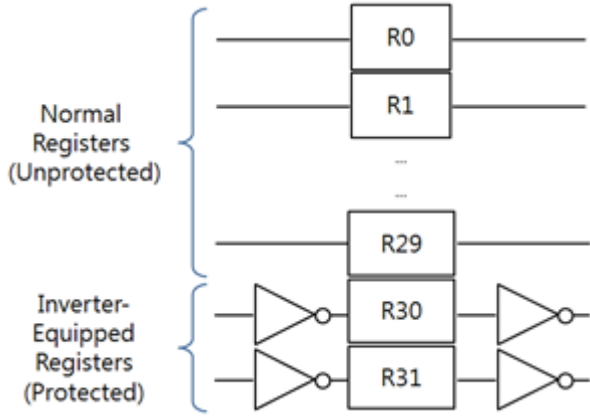 R0
R1
Normal
Registers
(Unprotected)
...
...
R29
Inverter-
Equipped
Registers
(Protected)
R30
R31